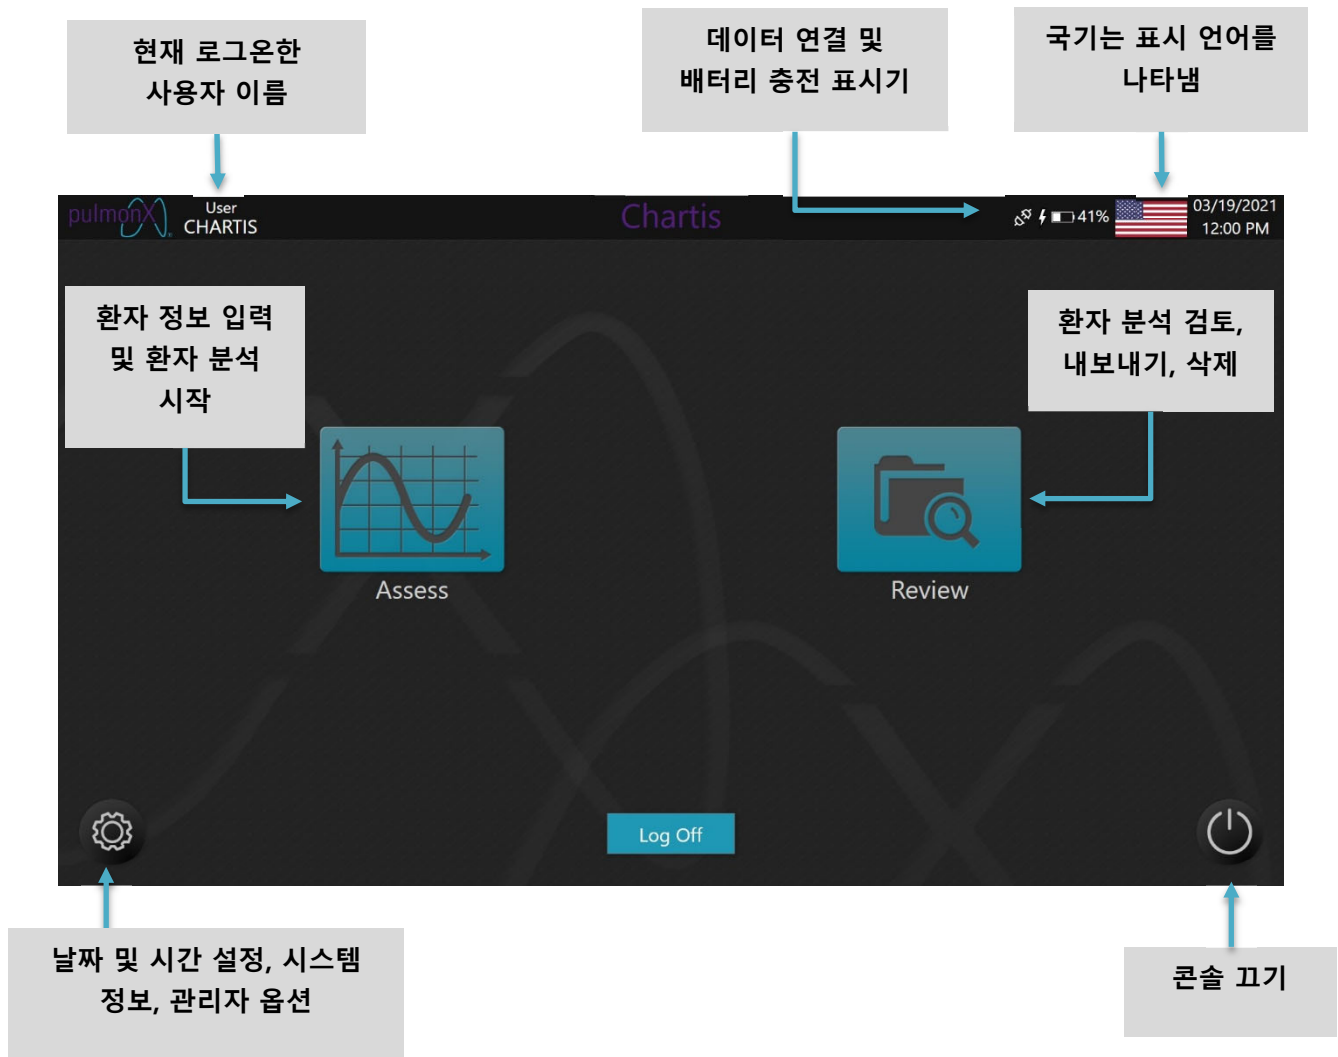 현재 로그온한
사용자 이름
데이터 연결 및
배터리 충전 표시기
국기는 표시 언어를
나타냄
pulmonX
User
CHARTIS
Chartis
41%
03/19/2021
12:00 PM
환자 정보 입력
및 환자 분석
시작
환자 분석 검토,
내보내기, 삭제
Assess
Review
Log Off
날짜 및 시간 설정, 시스템
정보, 관리자 옵션
콘솔 끄기